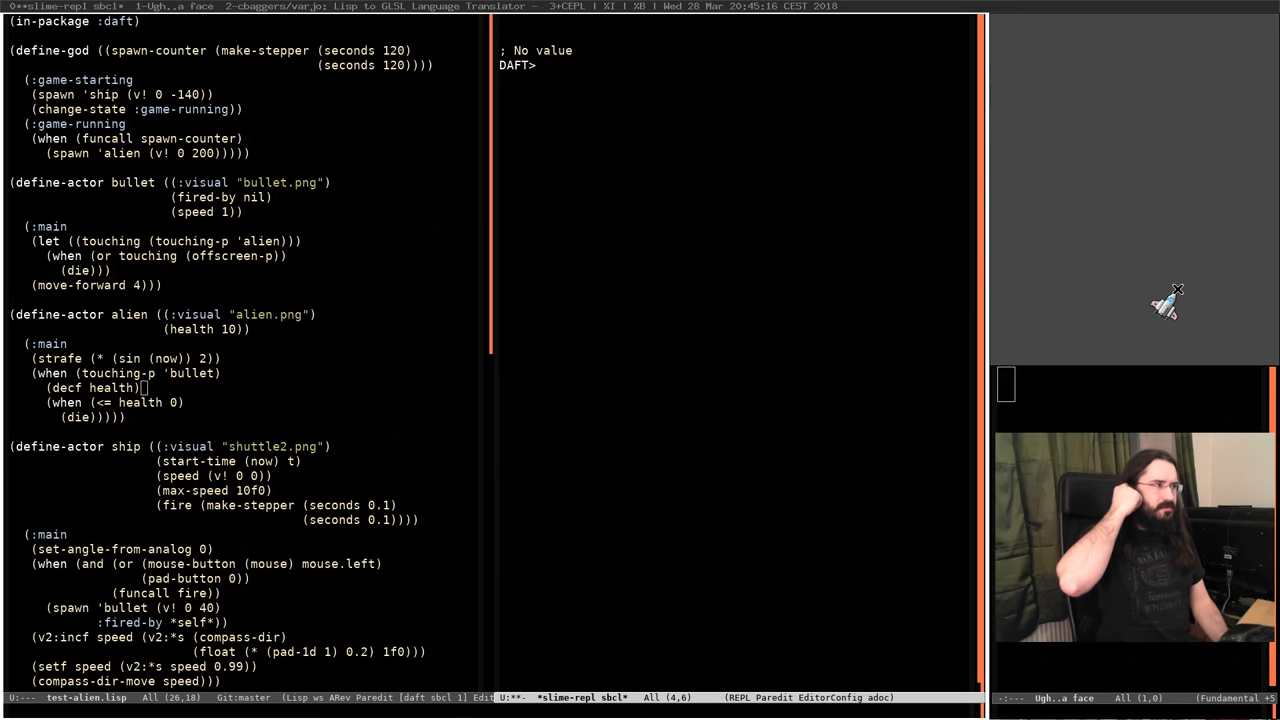 0**slime-repl sbcl*  1-Ugh..a face  2-cbaggers/varjo: Lisp to GLSL Language Translator -  3+CEPL | %I | %B | Wed 28 Mar 20:45:16 CEST 2018
(in-package :daft)
(define-god ((spawn-counter (make-stepper (seconds 120)
(seconds 120))))
(:game-starting
(spawn 'ship (v! 0 -140))
(change-state :game-running))
(:game-running
(when (funcall spawn-counter)
(spawn 'alien (v! 0 200)))))
(define-actor bullet ((:visual "bullet.png")
(fired-by nil)
(speed 1))
(:main
(let ((touching (touching-p 'alien)))
(when (or touching (offscreen-p))
(die)))
(move-forward 4)))
(define-actor alien ((:visual "alien.png")
(health 10))
(:main
(strafe (* (sin (now)) 2))
(when (touching-p 'bullet)
(decf health)
(when (<= health 0)
(die)))))
(define-actor ship ((:visual "shuttle2.png")
(start-time (now) t)
(speed (v! 0 0))
(max-speed 10f0)
(fire (make-stepper (seconds 0.1)
(seconds 0.1))))
(:main
(set-angle-from-analog 0)
(when (and (or (mouse-button (mouse) mouse.left)
(pad-button 0))
(funcall fire))
(spawn 'bullet (v! 0 40)
:fired-by *self*))
(v2:incf speed (v2:*s (compass-dir)
(float (* (pad-1d 1) 0.2) 1f0)))
(setf speed (v2:*s speed 0.99))
(compass-dir-move speed)))
U:---  test-alien.lisp   All (26,18)   Git:master   (Lisp ws ARev Paredit [daft sbcl 1] Edit
; No value
DAFT>
U:**-  *slime-repl sbcl*   All (4,6)   (REPL Paredit EditorConfig adoc)
-:---  Ugh..a face   All (1,0)   (Fundamental +5